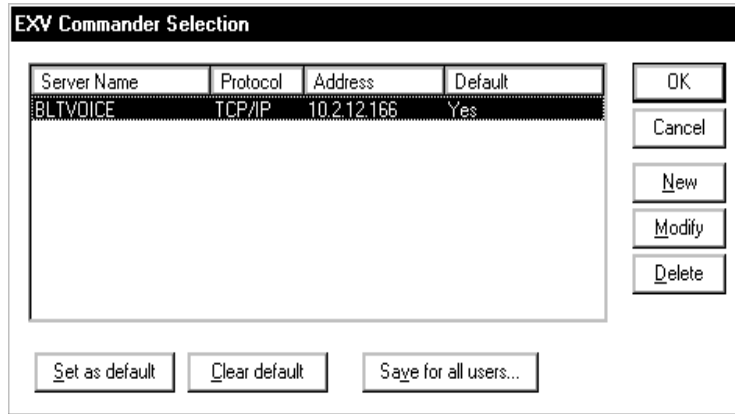 EXV Commander Selection
Server Name Protocol Address Default
BLTVOICE TCP/IP 10.2.12.166 Yes
OK
Cancel
New
Modify
Delete
Set as default Clear default Save for all users...